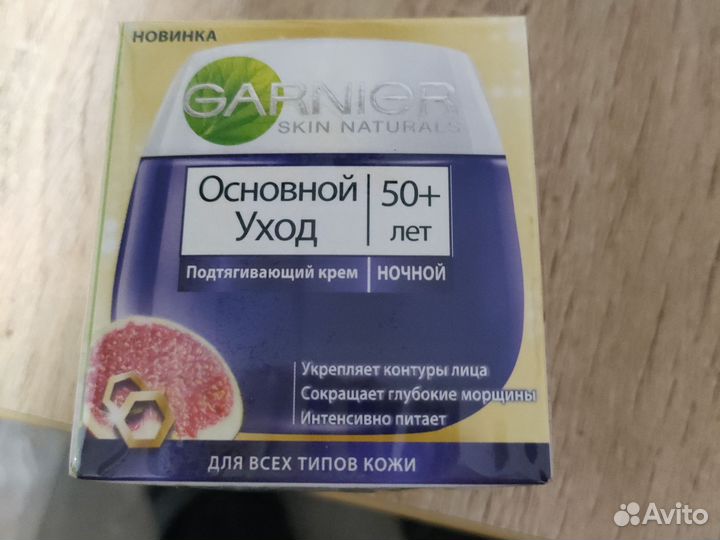 НОВИНКА
GARNIER
SKIN NATURALS
Основной
Уход
50+
лет
Подтягивающий крем
НОЧНОЙ
Укрепляет контуры лица
Сокращает глубокие морщины
Интенсивно питает
ДЛЯ ВСЕХ ТИПОВ КОЖИ
Avito